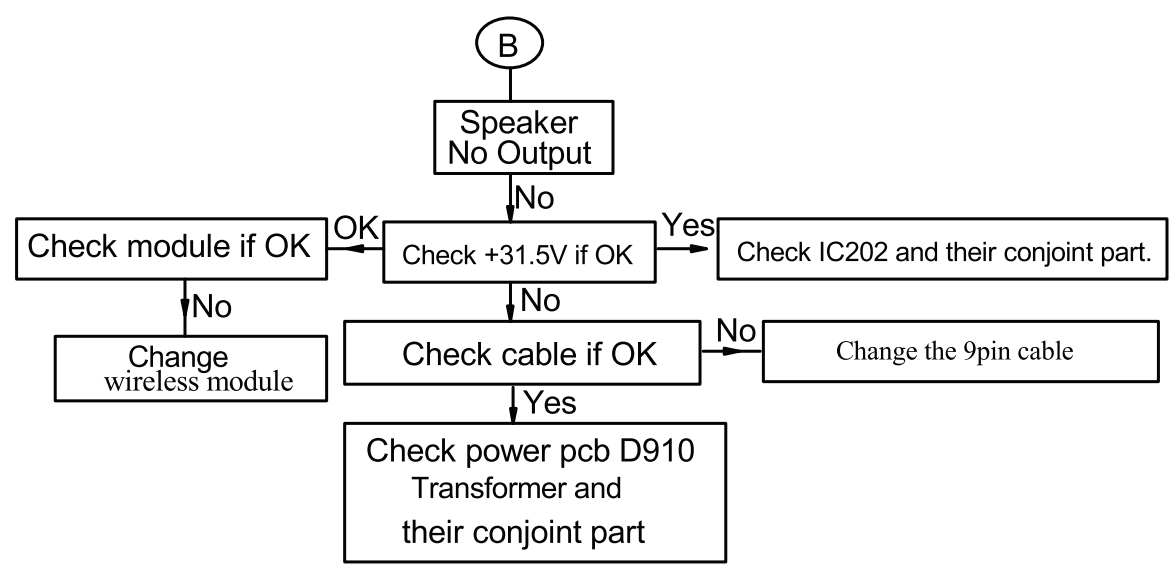 B
Speaker
No Output
No
OK
Yes
Check module if OK
Check +31.5V if OK
Check IC202 and their conjoint part.
No
No
Change
wireless module
Check cable if OK
No
Change the 9pin cable
Yes
Check power pcb D910
Transformer and
their conjoint part